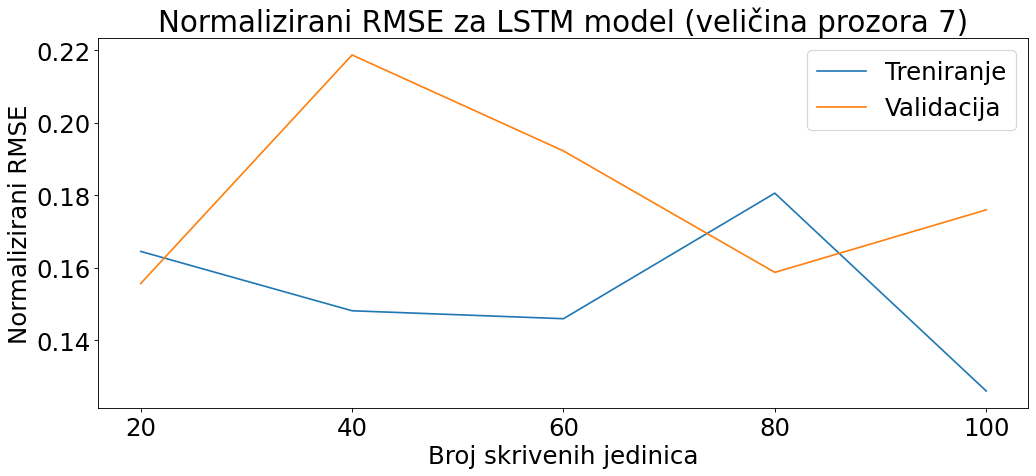 Normalizirani RMSE za LSTM model (veličina prozora 7)
Normalizirani RMSE
0.22
0.20
0.18
0.16
0.14
Treniranje
Validacija
20 40 60 80 100
Broj skrivenih jedinica